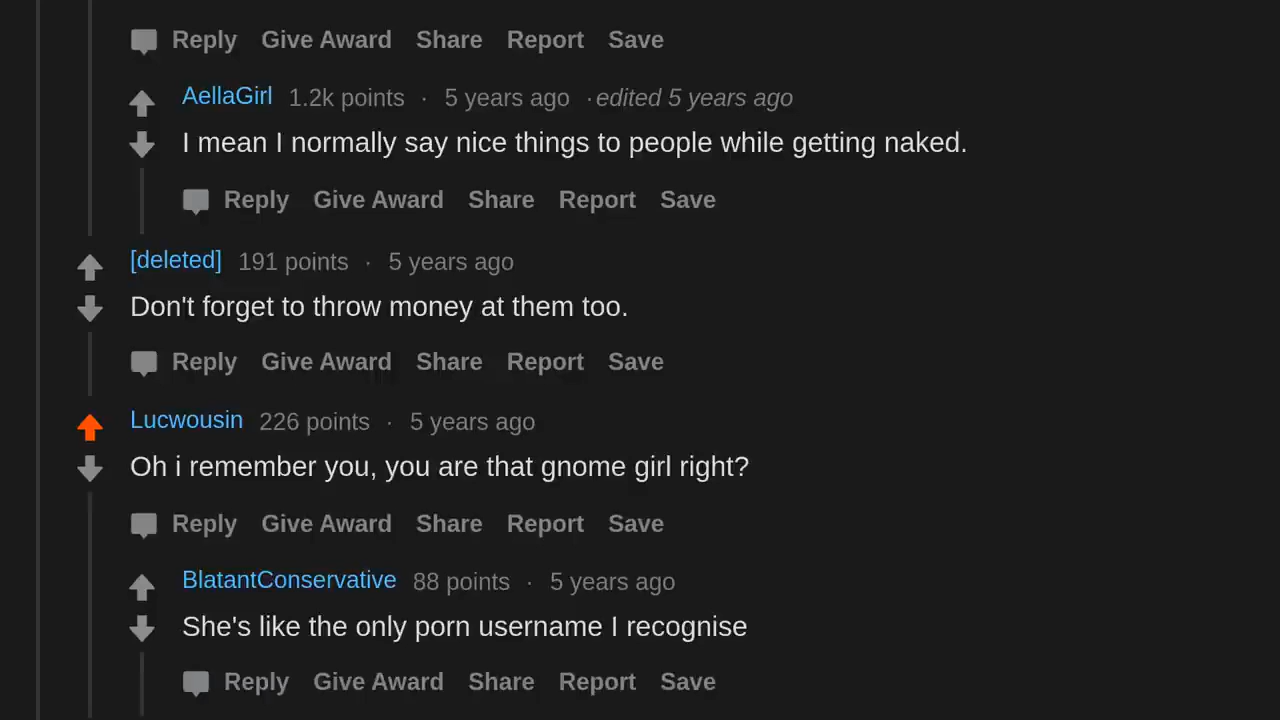 Reply Give Award Share Report Save
AellaGirl 1.2k points · 5 years ago · edited 5 years ago
I mean I normally say nice things to people while getting naked.
Reply Give Award Share Report Save
[deleted] 191 points · 5 years ago
Don't forget to throw money at them too.
Reply Give Award Share Report Save
Lucwousin 226 points · 5 years ago
Oh i remember you, you are that gnome girl right?
Reply Give Award Share Report Save
BlatantConservative 88 points · 5 years ago
She's like the only porn username I recognise
Reply Give Award Share Report Save